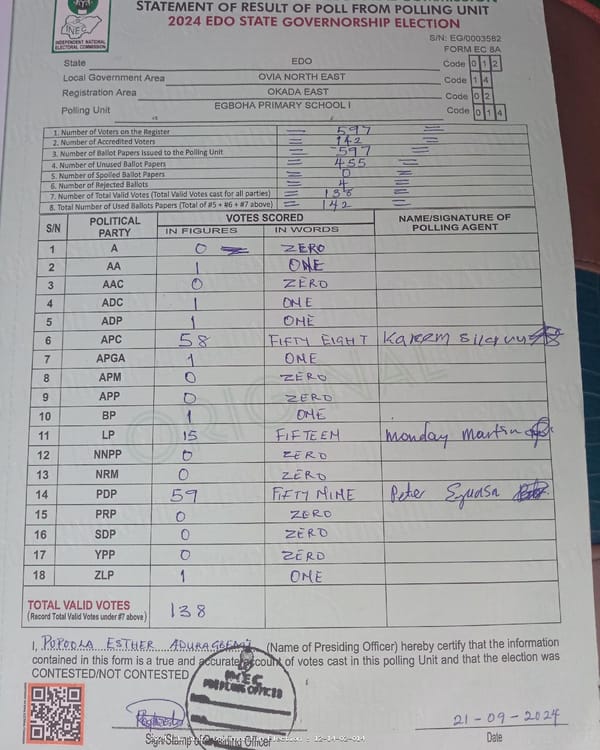 STATEMENT OF RESULT OF POLL FROM POLLING UNIT
2024 EDO STATE GOVERNORSHIP ELECTION
INEC
INDEPENDENT NATIONAL ELECTORAL COMMISSION
S/N: EG/0003582
FORM EC 8A
State EDO Code 0 1 2
Local Government Area OVIA NORTH EAST Code 1 4
Registration Area OKADA EAST Code 0 2
Polling Unit EGBOHA PRIMARY SCHOOL I Code 0 1 4
1. Number of Voters on the Register 597
2. Number of Accredited Voters 142
3. Number of Ballot Papers Issued to the Polling Unit 597
4. Number of Unused Ballot Papers 455
5. Number of Spoiled Ballot Papers 0
6. Number of Rejected Ballots 4
7. Number of Total Valid Votes (Total Valid Votes cast for all parties) 138
8. Total Number of Used Ballots Papers (Total of #5 + #6 + #7 above) 142
S/N POLITICAL PARTY VOTES SCORED NAME/SIGNATURE OF POLLING AGENT
IN FIGURES IN WORDS
1 A 0 ZERO
2 AA 1 ONE
3 AAC 0 ZERO
4 ADC 1 ONE
5 ADP 1 ONE
6 APC 58 FIFTY EIGHT Kareem
7 APGA 1 ONE
8 APM 0 ZERO
9 APP 0 ZERO
10 BP 1 ONE
11 LP 15 FIFTEEN Monday Martin
12 NNPP 0 ZERO
13 NRM 0 ZERO
14 PDP 59 FIFTY NINE Peter
15 PRP 0 ZERO
16 SDP 0 ZERO
17 YPP 0 ZERO
18 ZLP 1 ONE
ORIGINAL
TOTAL VALID VOTES 138
(Record Total Valid Votes under #7 above)
I, POPOOLA ESTHER (Name of Presiding Officer) hereby certify that the information
contained in this form is a true and accurate account of votes cast in this polling Unit and that the election was
CONTESTED/NOT CONTESTED
INEC
PRESIDING OFFICER
21-09-2024
Sign/Stamp of Presiding Officer Date